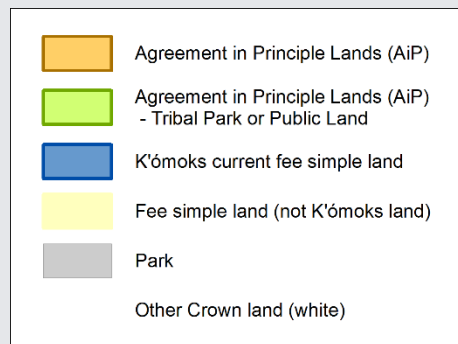 Agreement in Principle Lands (AiP)
Agreement in Principle Lands (AiP)
- Tribal Park or Public Land
K'ómoks current fee simple land
Fee simple land (not K'ómoks land)
Park
Other Crown land (white)